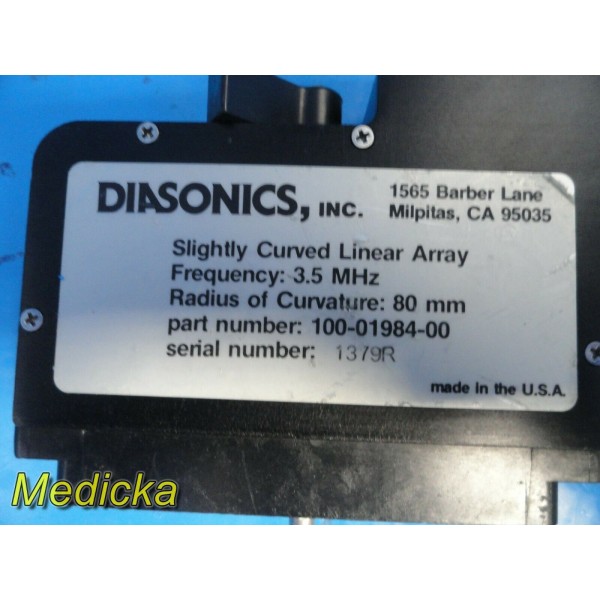 DIASONICS, INC.
1565 Barber Lane
Milpitas, CA 95035
Slightly Curved Linear Array
Frequency: 3.5 MHz
Radius of Curvature: 80 mm
part number: 100-01984-00
serial number: 1379R
made in the U.S.A.
Medicka